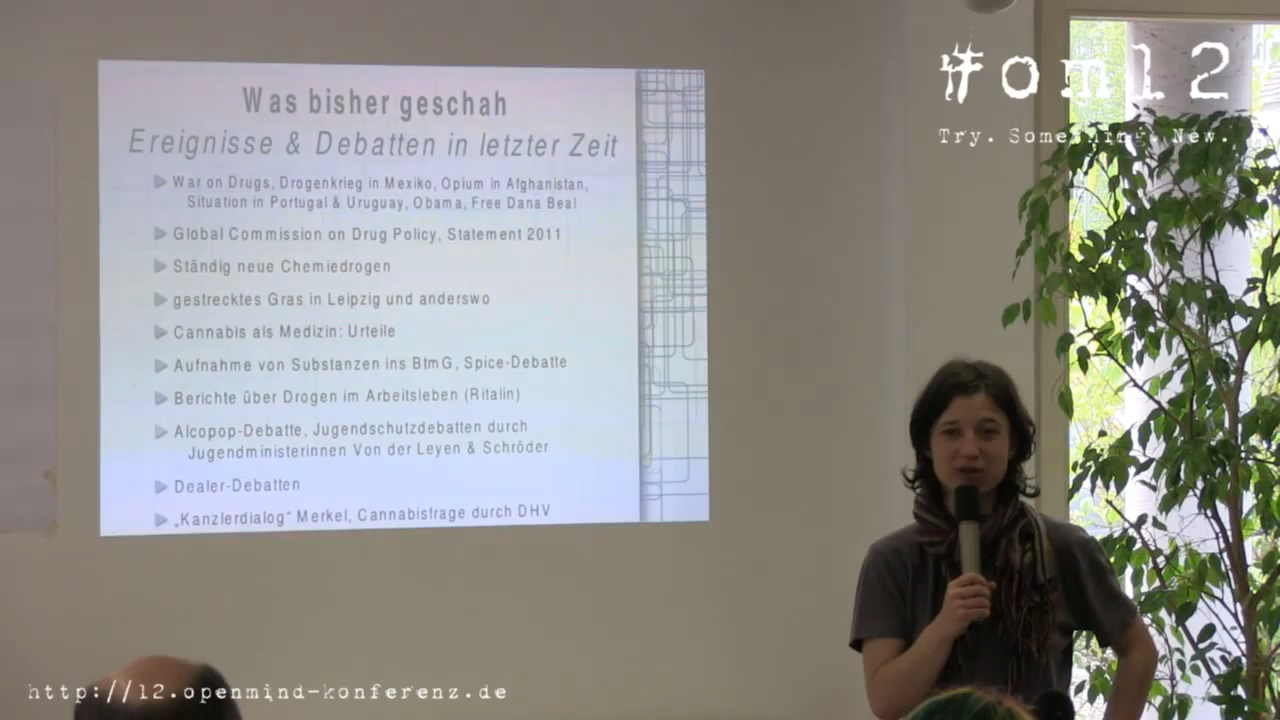 #om12
Try. Something. New.
Was bisher geschah
Ereignisse & Debatten in letzter Zeit
War on Drugs, Drogenkrieg in Mexiko, Opium in Afghanistan,
Situation in Portugal & Uruguay, Obama, Free Dana Beal
Global Commission on Drug Policy, Statement 2011
Ständig neue Chemiedrogen
gestrecktes Gras in Leipzig und anderswo
Cannabis als Medizin: Urteile
Aufnahme von Substanzen ins BtmG, Spice-Debatte
Berichte über Drogen im Arbeitsleben (Ritalin)
Alcopop-Debatte, Jugendschutzdebatten durch
Jugendministerinnen Von der Leyen & Schröder
Dealer-Debatten
„Kanzlerdialog“ Merkel, Cannabisfrage durch DHV
http://12.openmind-konferenz.de